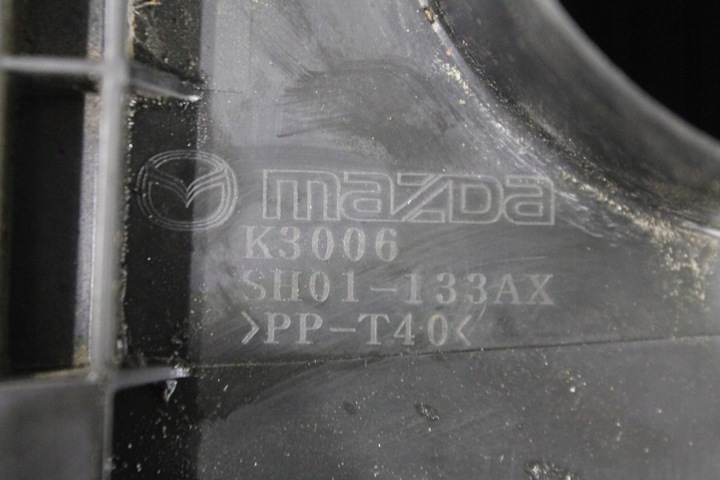 mazda
K3006
SH01-133AX
>PP-T40<